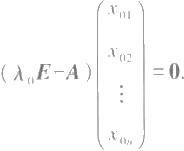 (λ₀E−A)(x₀₁ x₀₂ ⋮ x₀ₙ)=0.